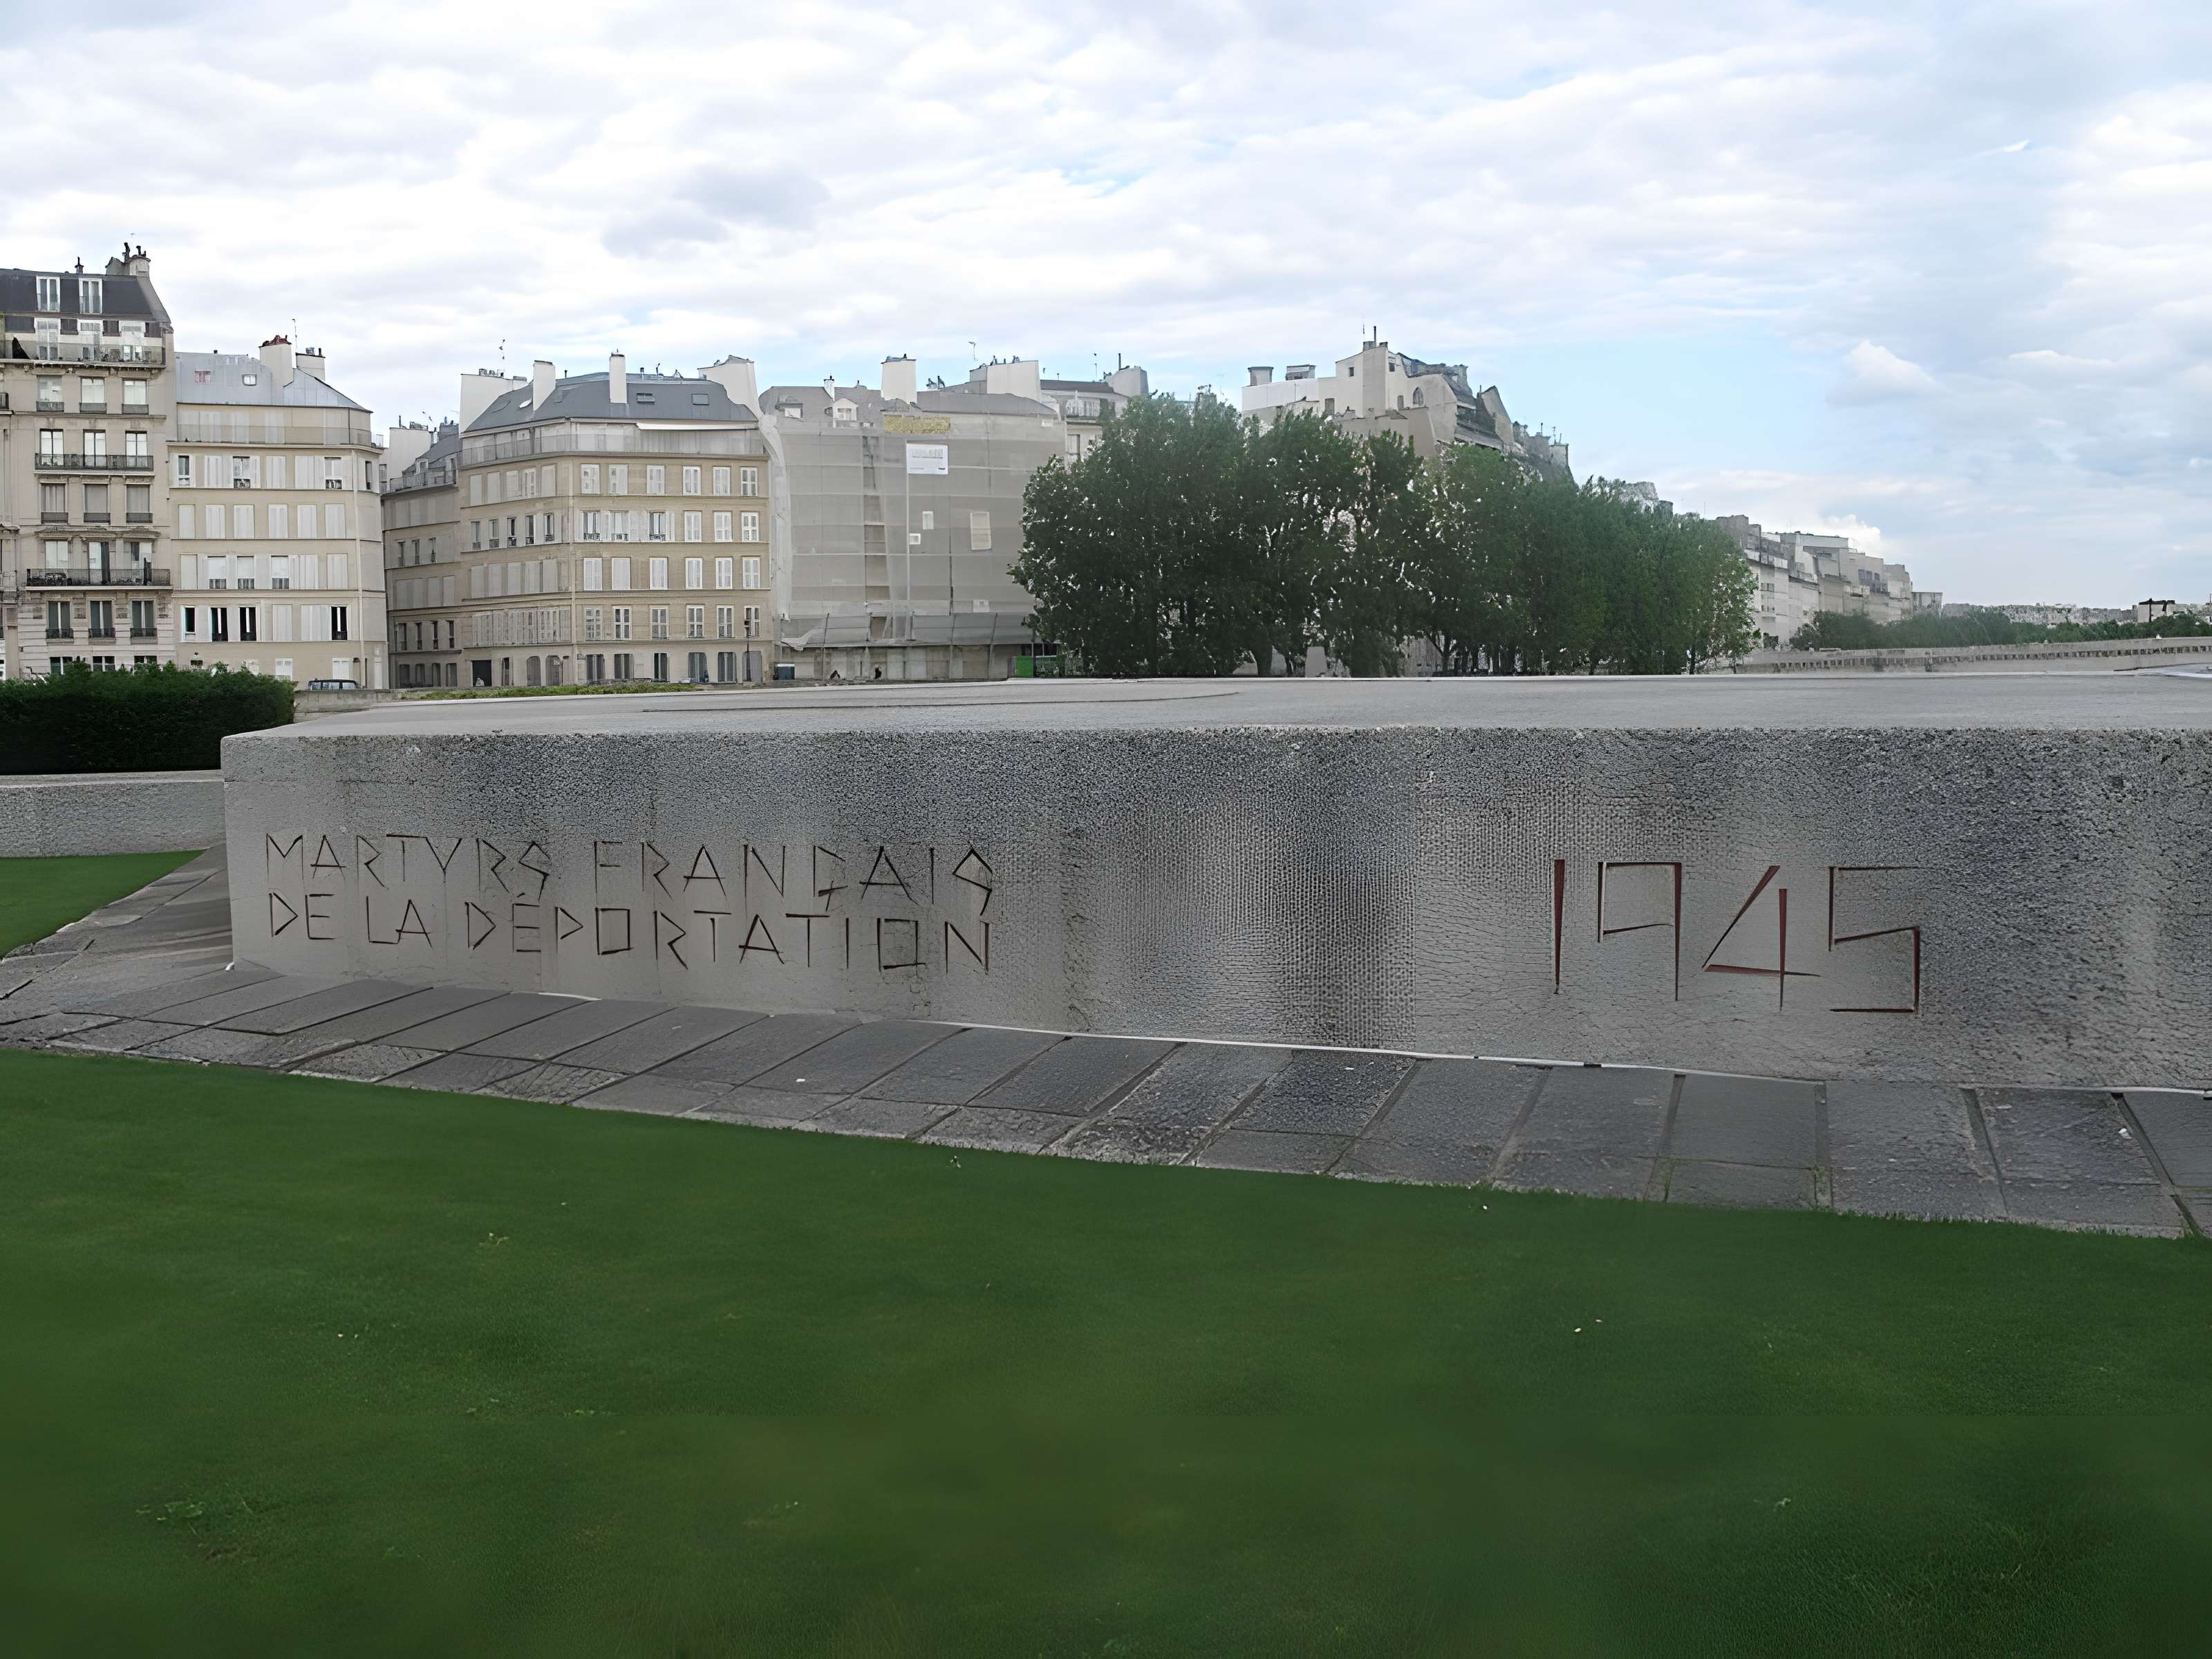 MARTYRS FRANÇAIS
DE LA DÉPORTATION
1945